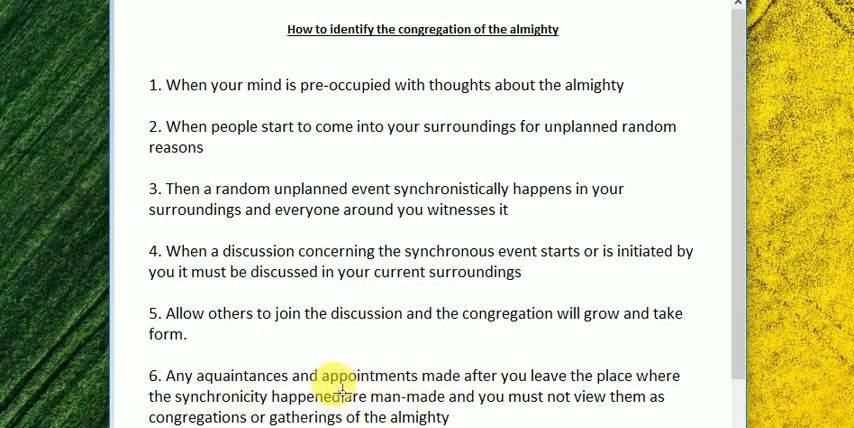 How to identify the congregation of the almighty
1. When your mind is pre-occupied with thoughts about the almighty
2. When people start to come into your surroundings for unplanned random
reasons
3. Then a random unplanned event synchronistically happens in your
surroundings and everyone around you witnesses it
4. When a discussion concerning the synchronous event starts or is initiated by
you it must be discussed in your current surroundings
5. Allow others to join the discussion and the congregation will grow and take
form.
6. Any aquaintances and appointments made after you leave the place where
the synchronicity happened are man-made and you must not view them as
congregations or gatherings of the almighty